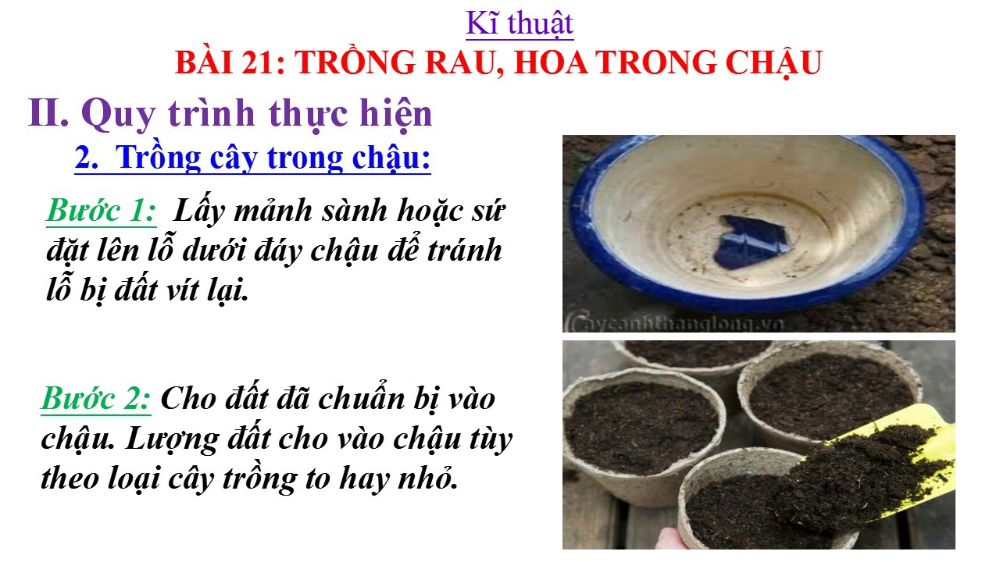 Kĩ thuật
BÀI 21: TRỒNG RAU, HOA TRONG CHẬU
II. Quy trình thực hiện
2. Trồng cây trong chậu:
Bước 1: Lấy mảnh sành hoặc sứ
đặt lên lỗ dưới đáy chậu để tránh
lỗ bị đất vít lại.
Caycanhthanglong.vn
Bước 2: Cho đất đã chuẩn bị vào
chậu. Lượng đất cho vào chậu tùy
theo loại cây trồng to hay nhỏ.